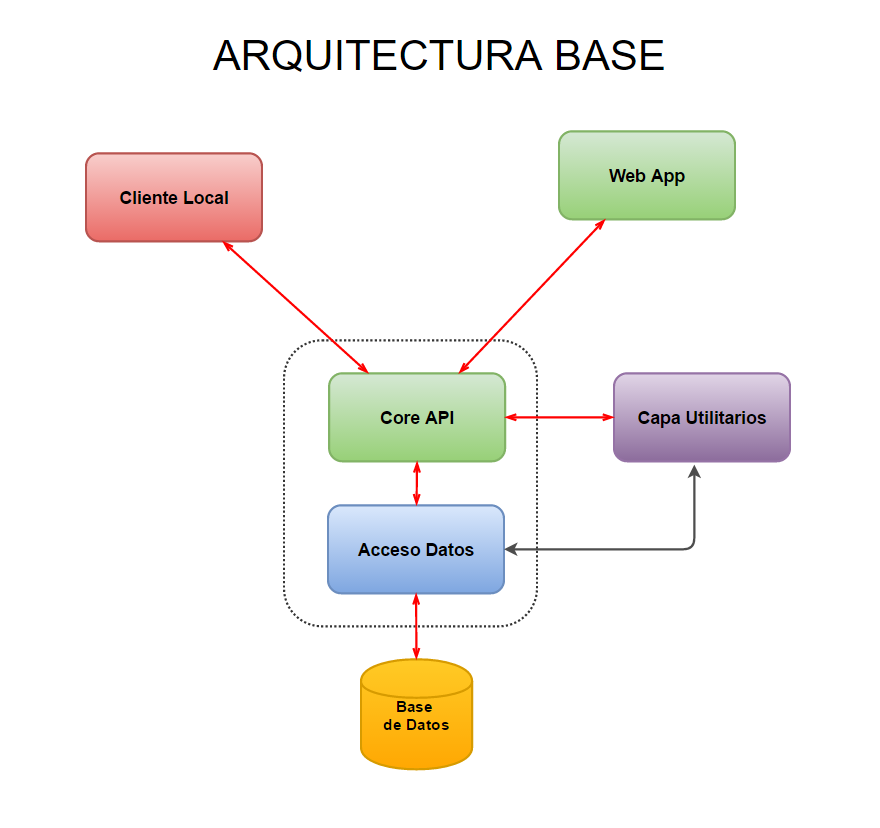 ARQUITECTURA BASE
Cliente Local
Web App
Core API
Capa Utilitarios
Acceso Datos
Base
de Datos